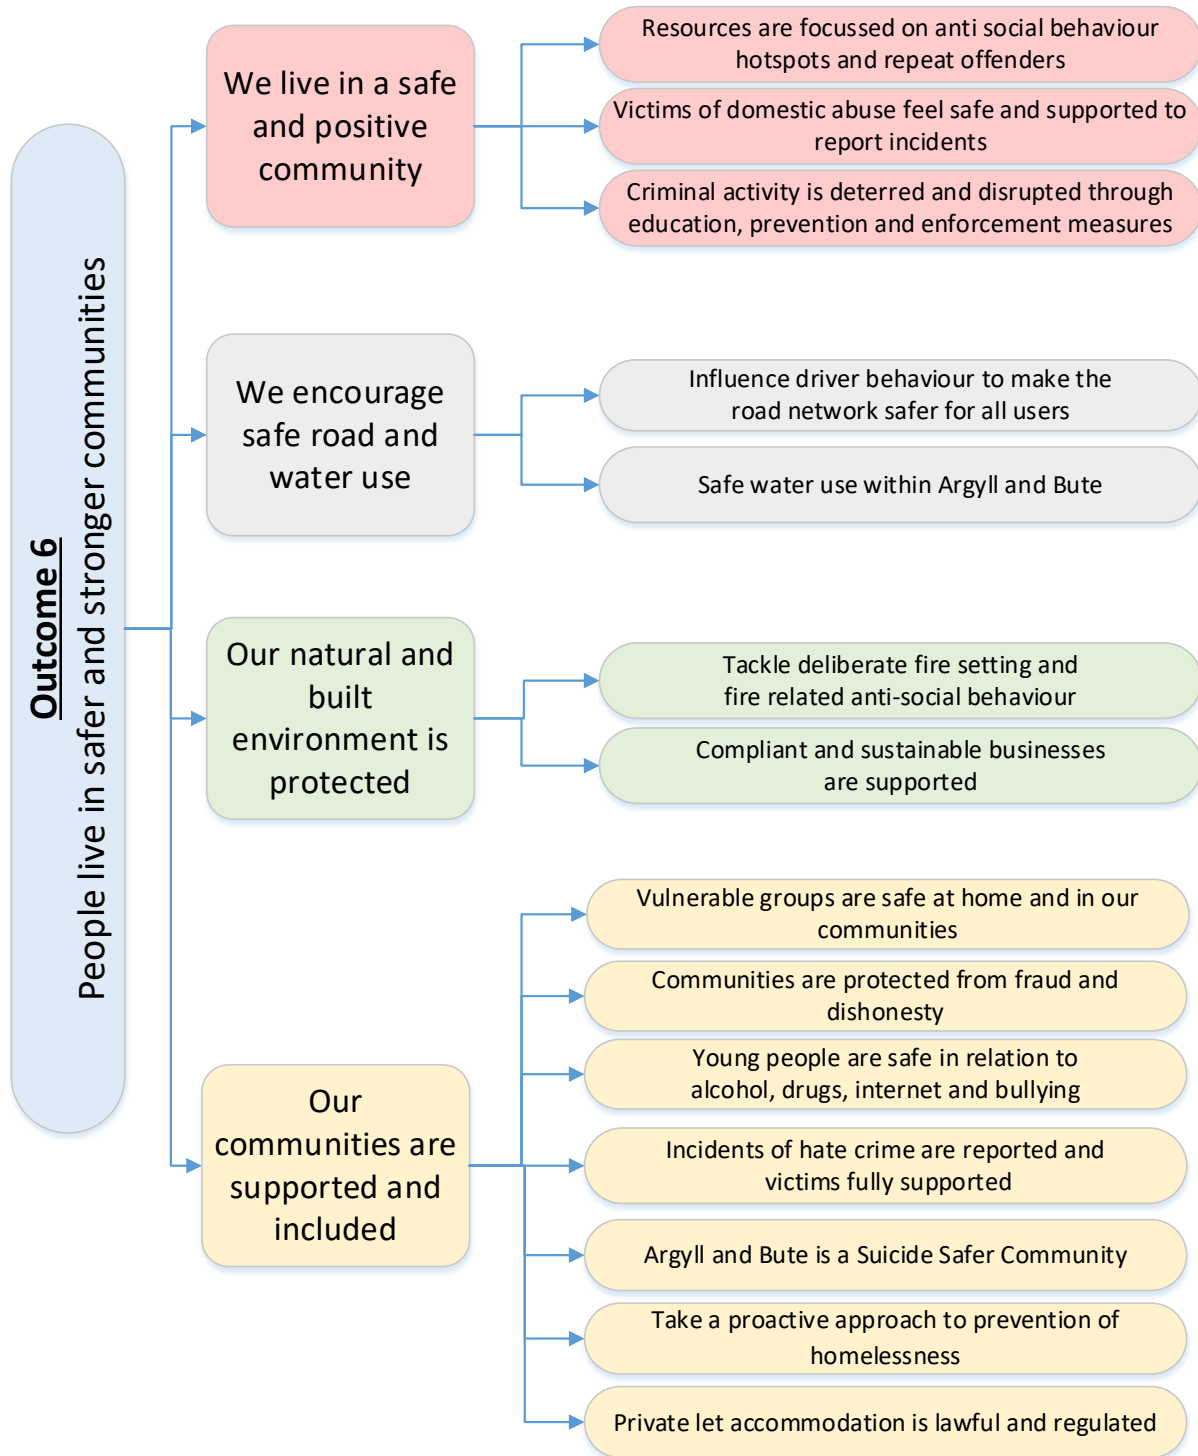 Outcome 6
People live in safer and stronger communities
We live in a safe
and positive
community
Resources are focussed on anti social behaviour
hotspots and repeat offenders
Victims of domestic abuse feel safe and supported to
report incidents
Criminal activity is deterred and disrupted through
education, prevention and enforcement measures
We encourage
safe road and
water use
Influence driver behaviour to make the
road network safer for all users
Safe water use within Argyll and Bute
Our natural and
built
environment is
protected
Tackle deliberate fire setting and
fire related anti-social behaviour
Compliant and sustainable businesses
are supported
Our
communities are
supported and
included
Vulnerable groups are safe at home and in our
communities
Communities are protected from fraud and
dishonesty
Young people are safe in relation to
alcohol, drugs, internet and bullying
Incidents of hate crime are reported and
victims fully supported
Argyll and Bute is a Suicide Safer Community
Take a proactive approach to prevention of
homelessness
Private let accommodation is lawful and regulated